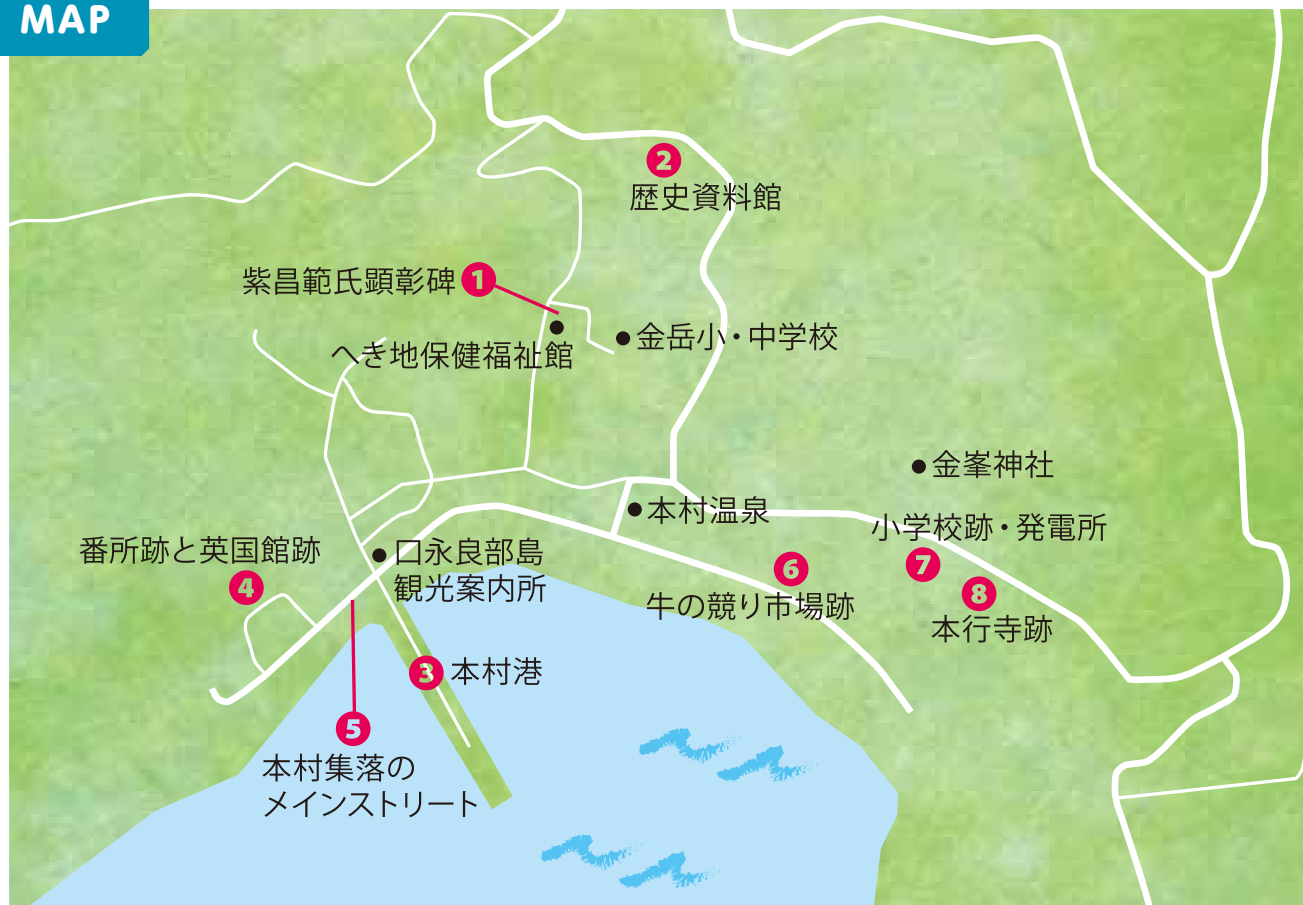 MAP
2
歴史資料館
紫昌範氏顕彰碑 1
へき地保健福祉館
金岳小・中学校
金峯神社
本村温泉
小学校跡・発電所
7
番所跡と英国館跡
4
口永良部島
観光案内所
6
牛の競り市場跡
8
本行寺跡
3 本村港
5
本村集落の
メインストリート